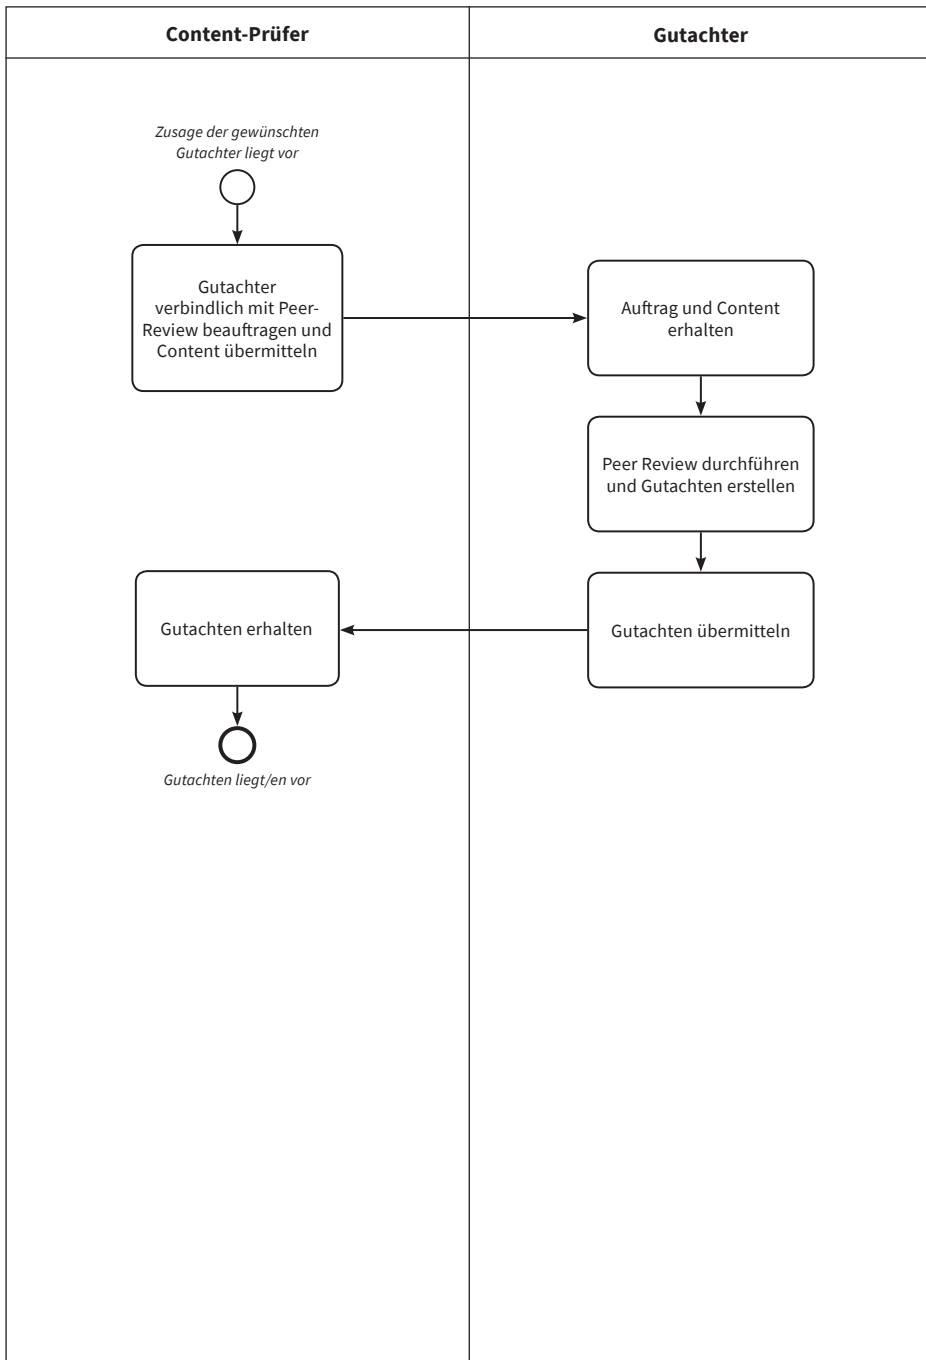 Content-Prüfer
Gutachter
Zusage der gewünschten
Gutachter liegt vor
Gutachter
verbindlich mit Peer-
Review beauftragen und
Content übermitteln
Auftrag und Content
erhalten
Peer Review durchführen
und Gutachten erstellen
Gutachten übermitteln
Gutachten erhalten
Gutachten liegt/en vor